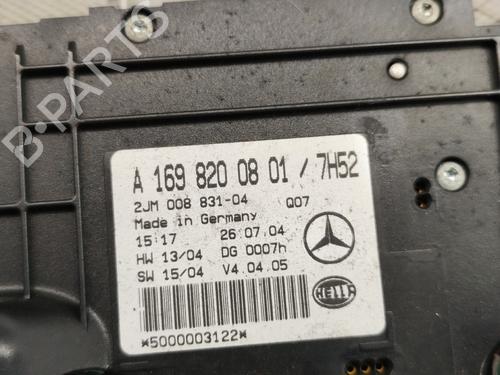 B-PARTS
A 169 820 08 01 / 7H52
2JM 008 831-04 Q07
Made in Germany
15:17 26.07.04
HW 13/04 DG 0007h
SW 15/04 V4.04.05
HELLA
*5000003122*